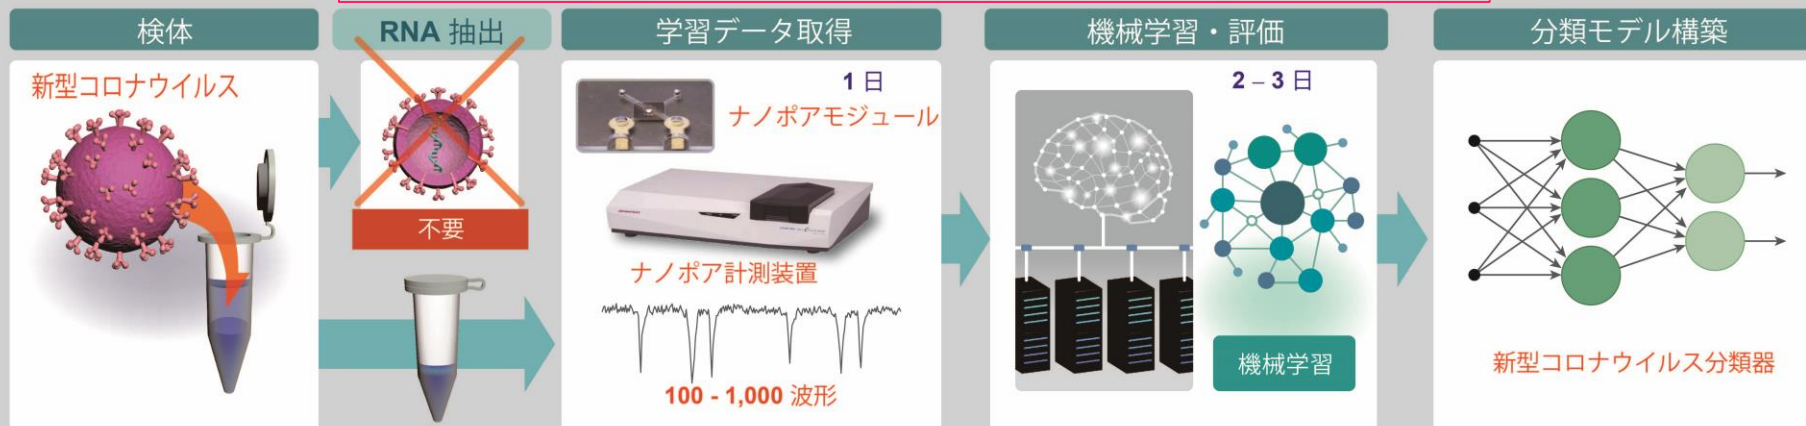 検体
RNA 抽出
学習データ取得
機械学習・評価
分類モデル構築
新型コロナウイルス
不要
1 日
ナノポアモジュール
ナノポア計測装置
100 - 1,000 波形
2 – 3 日
機械学習
新型コロナウイルス分類器